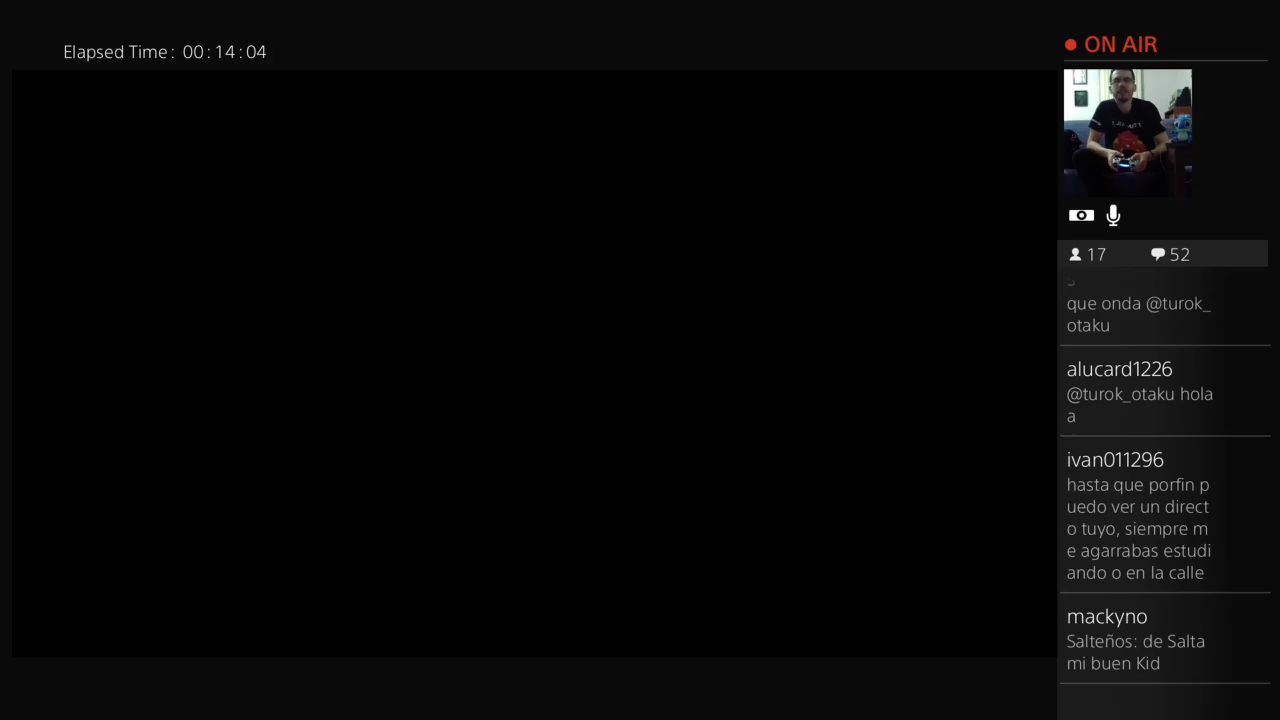 Elapsed Time: 00:14:04
ON AIR
17 52
que onda @turok_
otaku
alucard1226
@turok_otaku hola
a
ivan011296
hasta que porfin p
uedo ver un direct
o tuyo, siempre m
e agarrabas estudi
ando o en la calle
mackyno
Salteños: de Salta
mi buen Kid